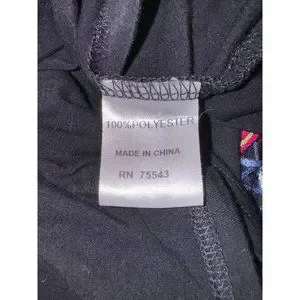 100%POLYESTER
MADE IN CHINA
RN 75543